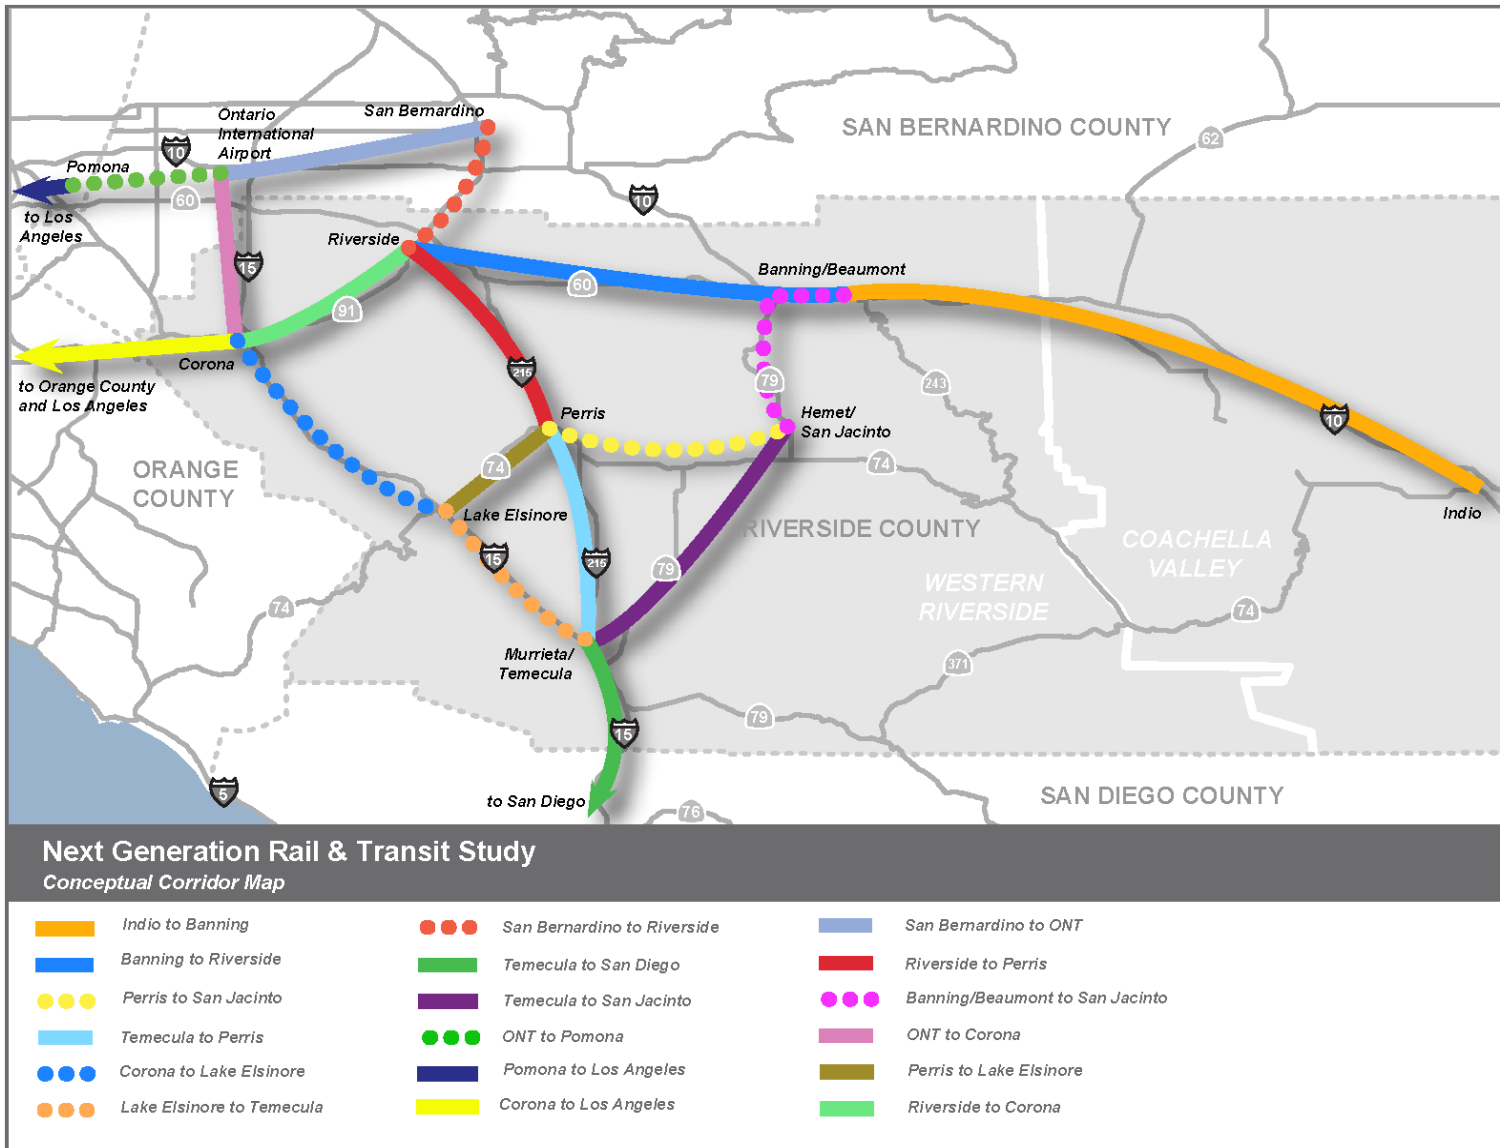 San Bernardino
Ontario
International
Airport
10
Pomona
60
to Los
Angeles
SAN BERNARDINO COUNTY
62
10
Riverside
15
Banning/Beaumont
60
91
Corona
to Orange County
and Los Angeles
215
79
243
Perris
Hemet/
San Jacinto
10
ORANGE
COUNTY
74
74
Lake Elsinore
Indio
RIVERSIDE COUNTY
COACHELLA
VALLEY
15
215
79
WESTERN
RIVERSIDE
74
74
Murrieta/
Temecula
371
79
15
5
to San Diego
76
SAN DIEGO COUNTY
Next Generation Rail & Transit Study
Conceptual Corridor Map
Indio to Banning
Banning to Riverside
Perris to San Jacinto
Temecula to Perris
Corona to Lake Elsinore
Lake Elsinore to Temecula
San Bernardino to Riverside
Temecula to San Diego
Temecula to San Jacinto
ONT to Pomona
Pomona to Los Angeles
Corona to Los Angeles
San Bernardino to ONT
Riverside to Perris
Banning/Beaumont to San Jacinto
ONT to Corona
Perris to Lake Elsinore
Riverside to Corona